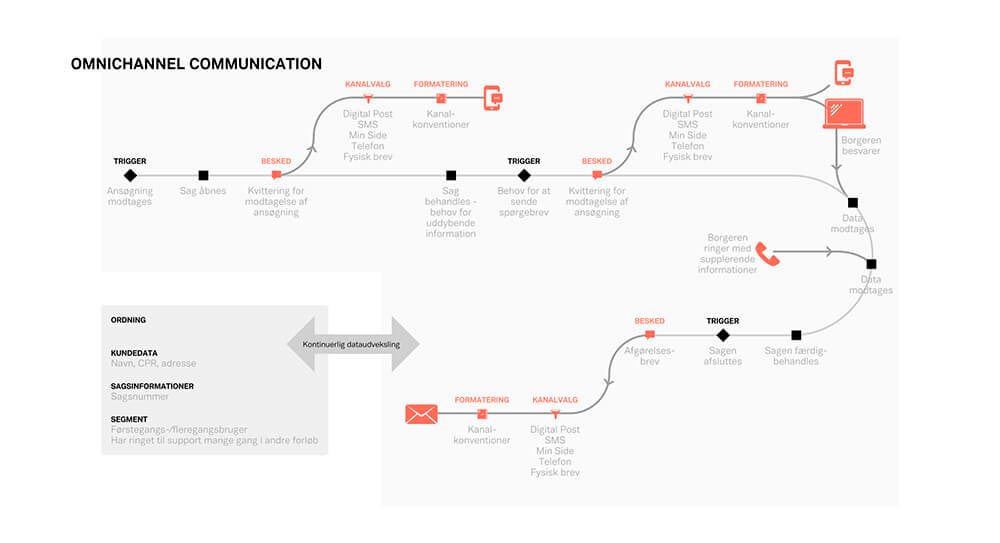 OMNICHANNEL COMMUNICATION
KANALVALG
Digital Post
SMS
Min Side
Telefon
Fysisk brev
FORMATERING
Kanal-
konventioner
KANALVALG
Digital Post
SMS
Min Side
Telefon
Fysisk brev
FORMATERING
Kanal-
konventioner
Borgeren
besvarer
TRIGGER
Ansøgning
modtages
Sag åbnes
BESKED
Kvittering for
modtagelse af
ansøgning
Sag
behandles -
behov for
uddybende
information
TRIGGER
Behov for at
sende
spørgebrev
BESKED
Kvittering for
modtagelse af
ansøgning
Data
modtages
Borgeren
ringer med
supplerende
informationer
Data
modtages
BESKED
Afgørelses-
brev
TRIGGER
Sagen
afsluttes
Sagen færdig-
behandles
FORMATERING
Kanal-
konventioner
KANALVALG
Digital Post
SMS
Min Side
Telefon
Fysisk brev
ORDNING
KUNDEDATA
Navn, CPR, adresse
SAGSINFORMATIONER
Sagsnummer
SEGMENT
Førstegangs-/fleregangsbruger
Har ringet til support mange gang i andre forløb
Kontinuerlig dataudveksling